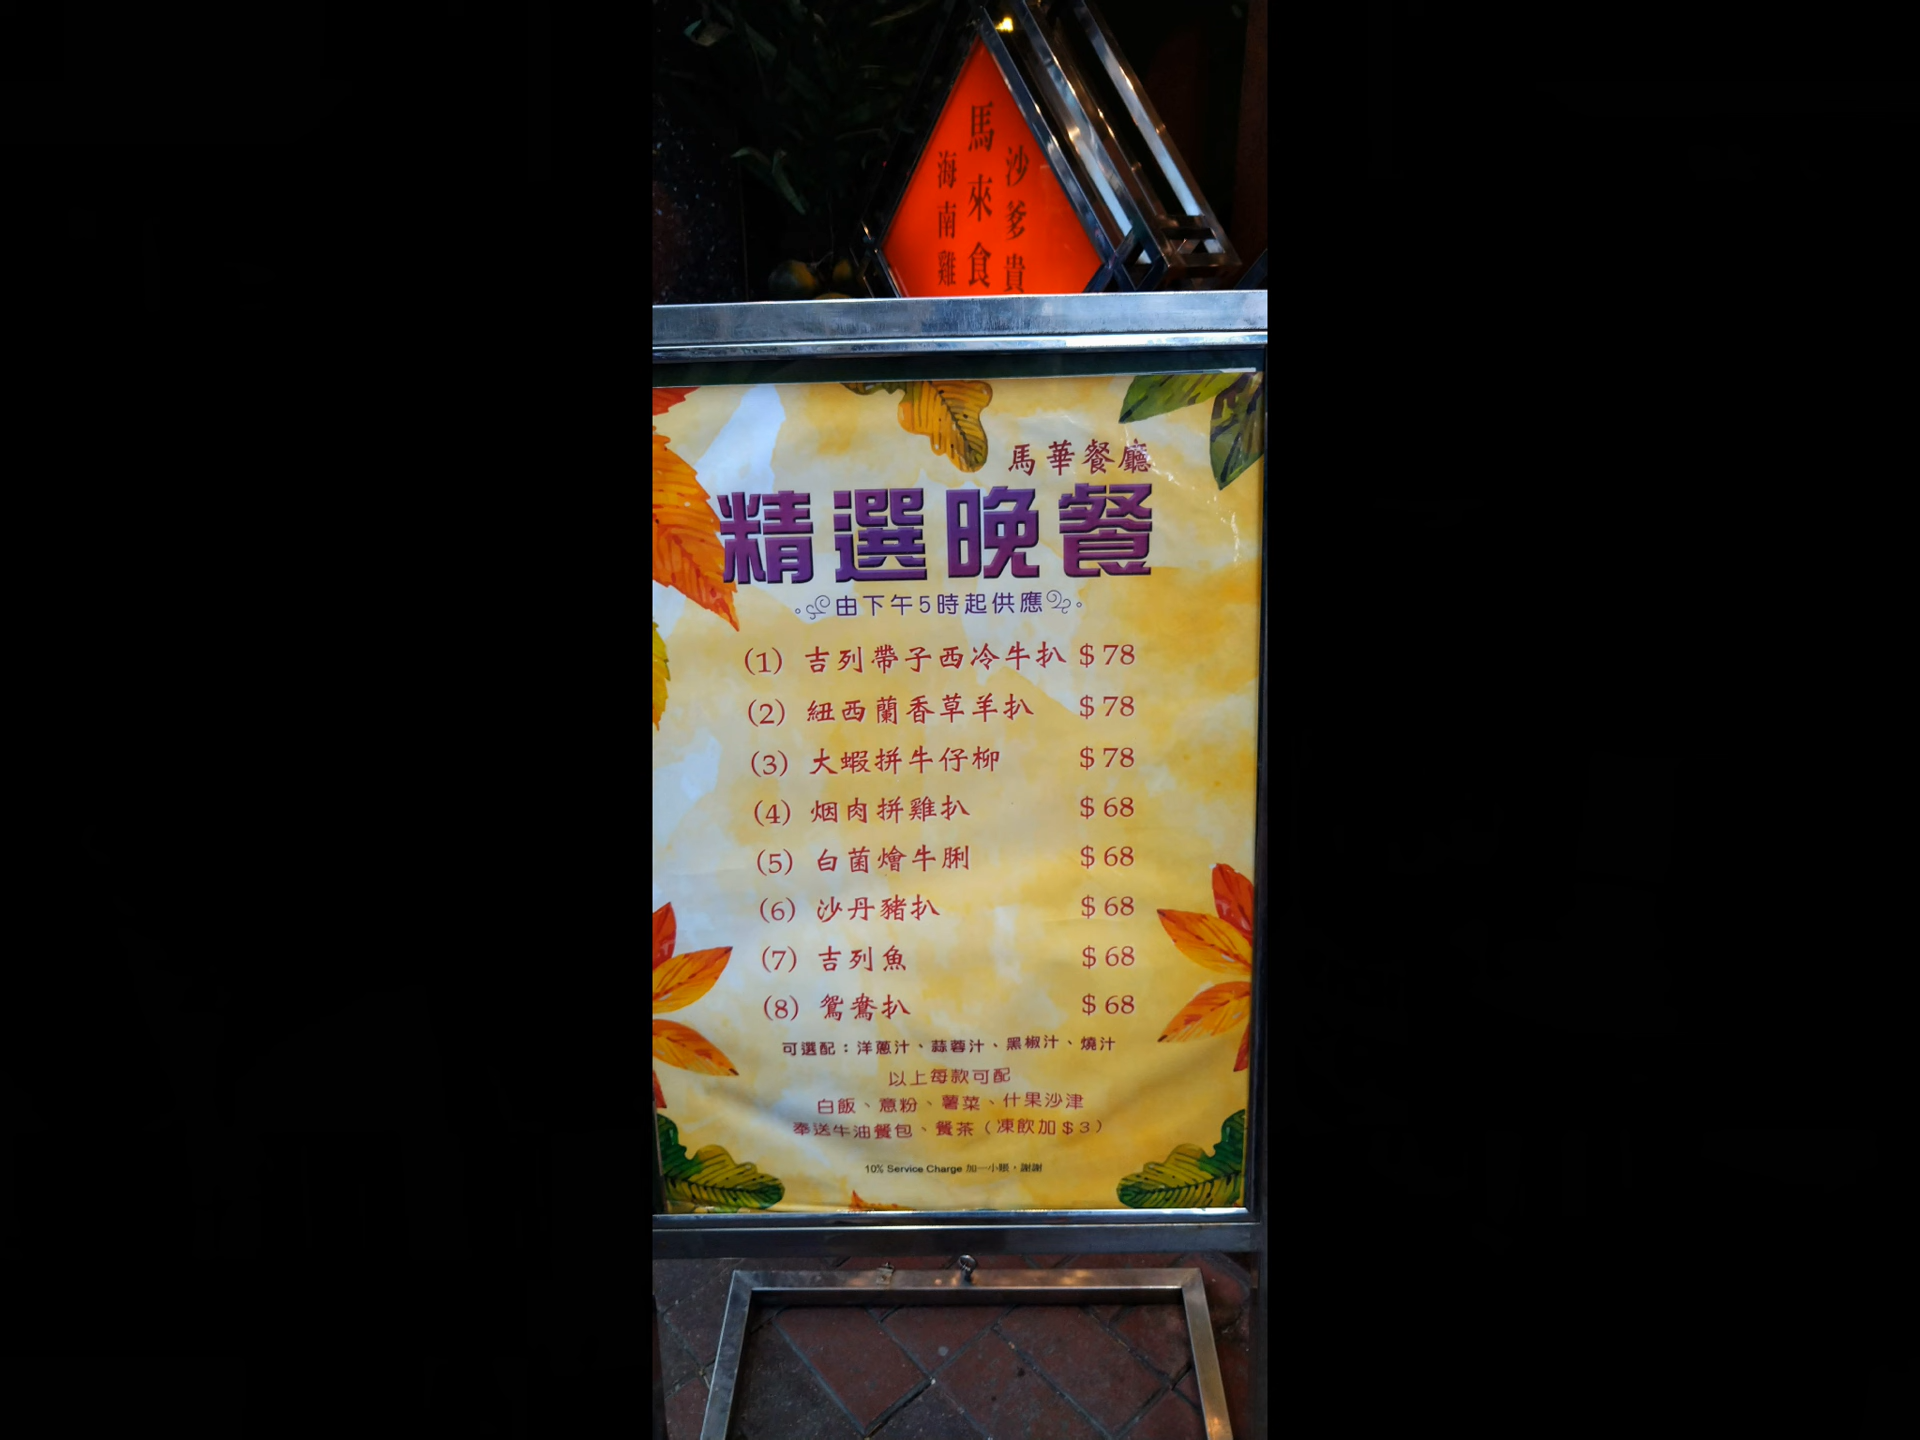 沙爹貴
馬來食
海南雞
馬華餐廳
精選晚餐
由下午5時起供應
(1) 吉列帶子西冷牛扒 $78
(2) 紐西蘭香草羊扒 $78
(3) 大蝦拼牛仔柳 $78
(4) 烟肉拼雞扒 $68
(5) 白菌燴牛脷 $68
(6) 沙丹豬扒 $68
(7) 吉列魚 $68
(8) 鴛鴦扒 $68
可選配：洋蔥汁、蒜蓉汁、黑椒汁、燒汁
以上每款可配
白飯、意粉、薯菜、什果沙津
奉送牛油餐包、餐茶（凍飲加$3）
10% Service Charge 加一小賬，謝謝